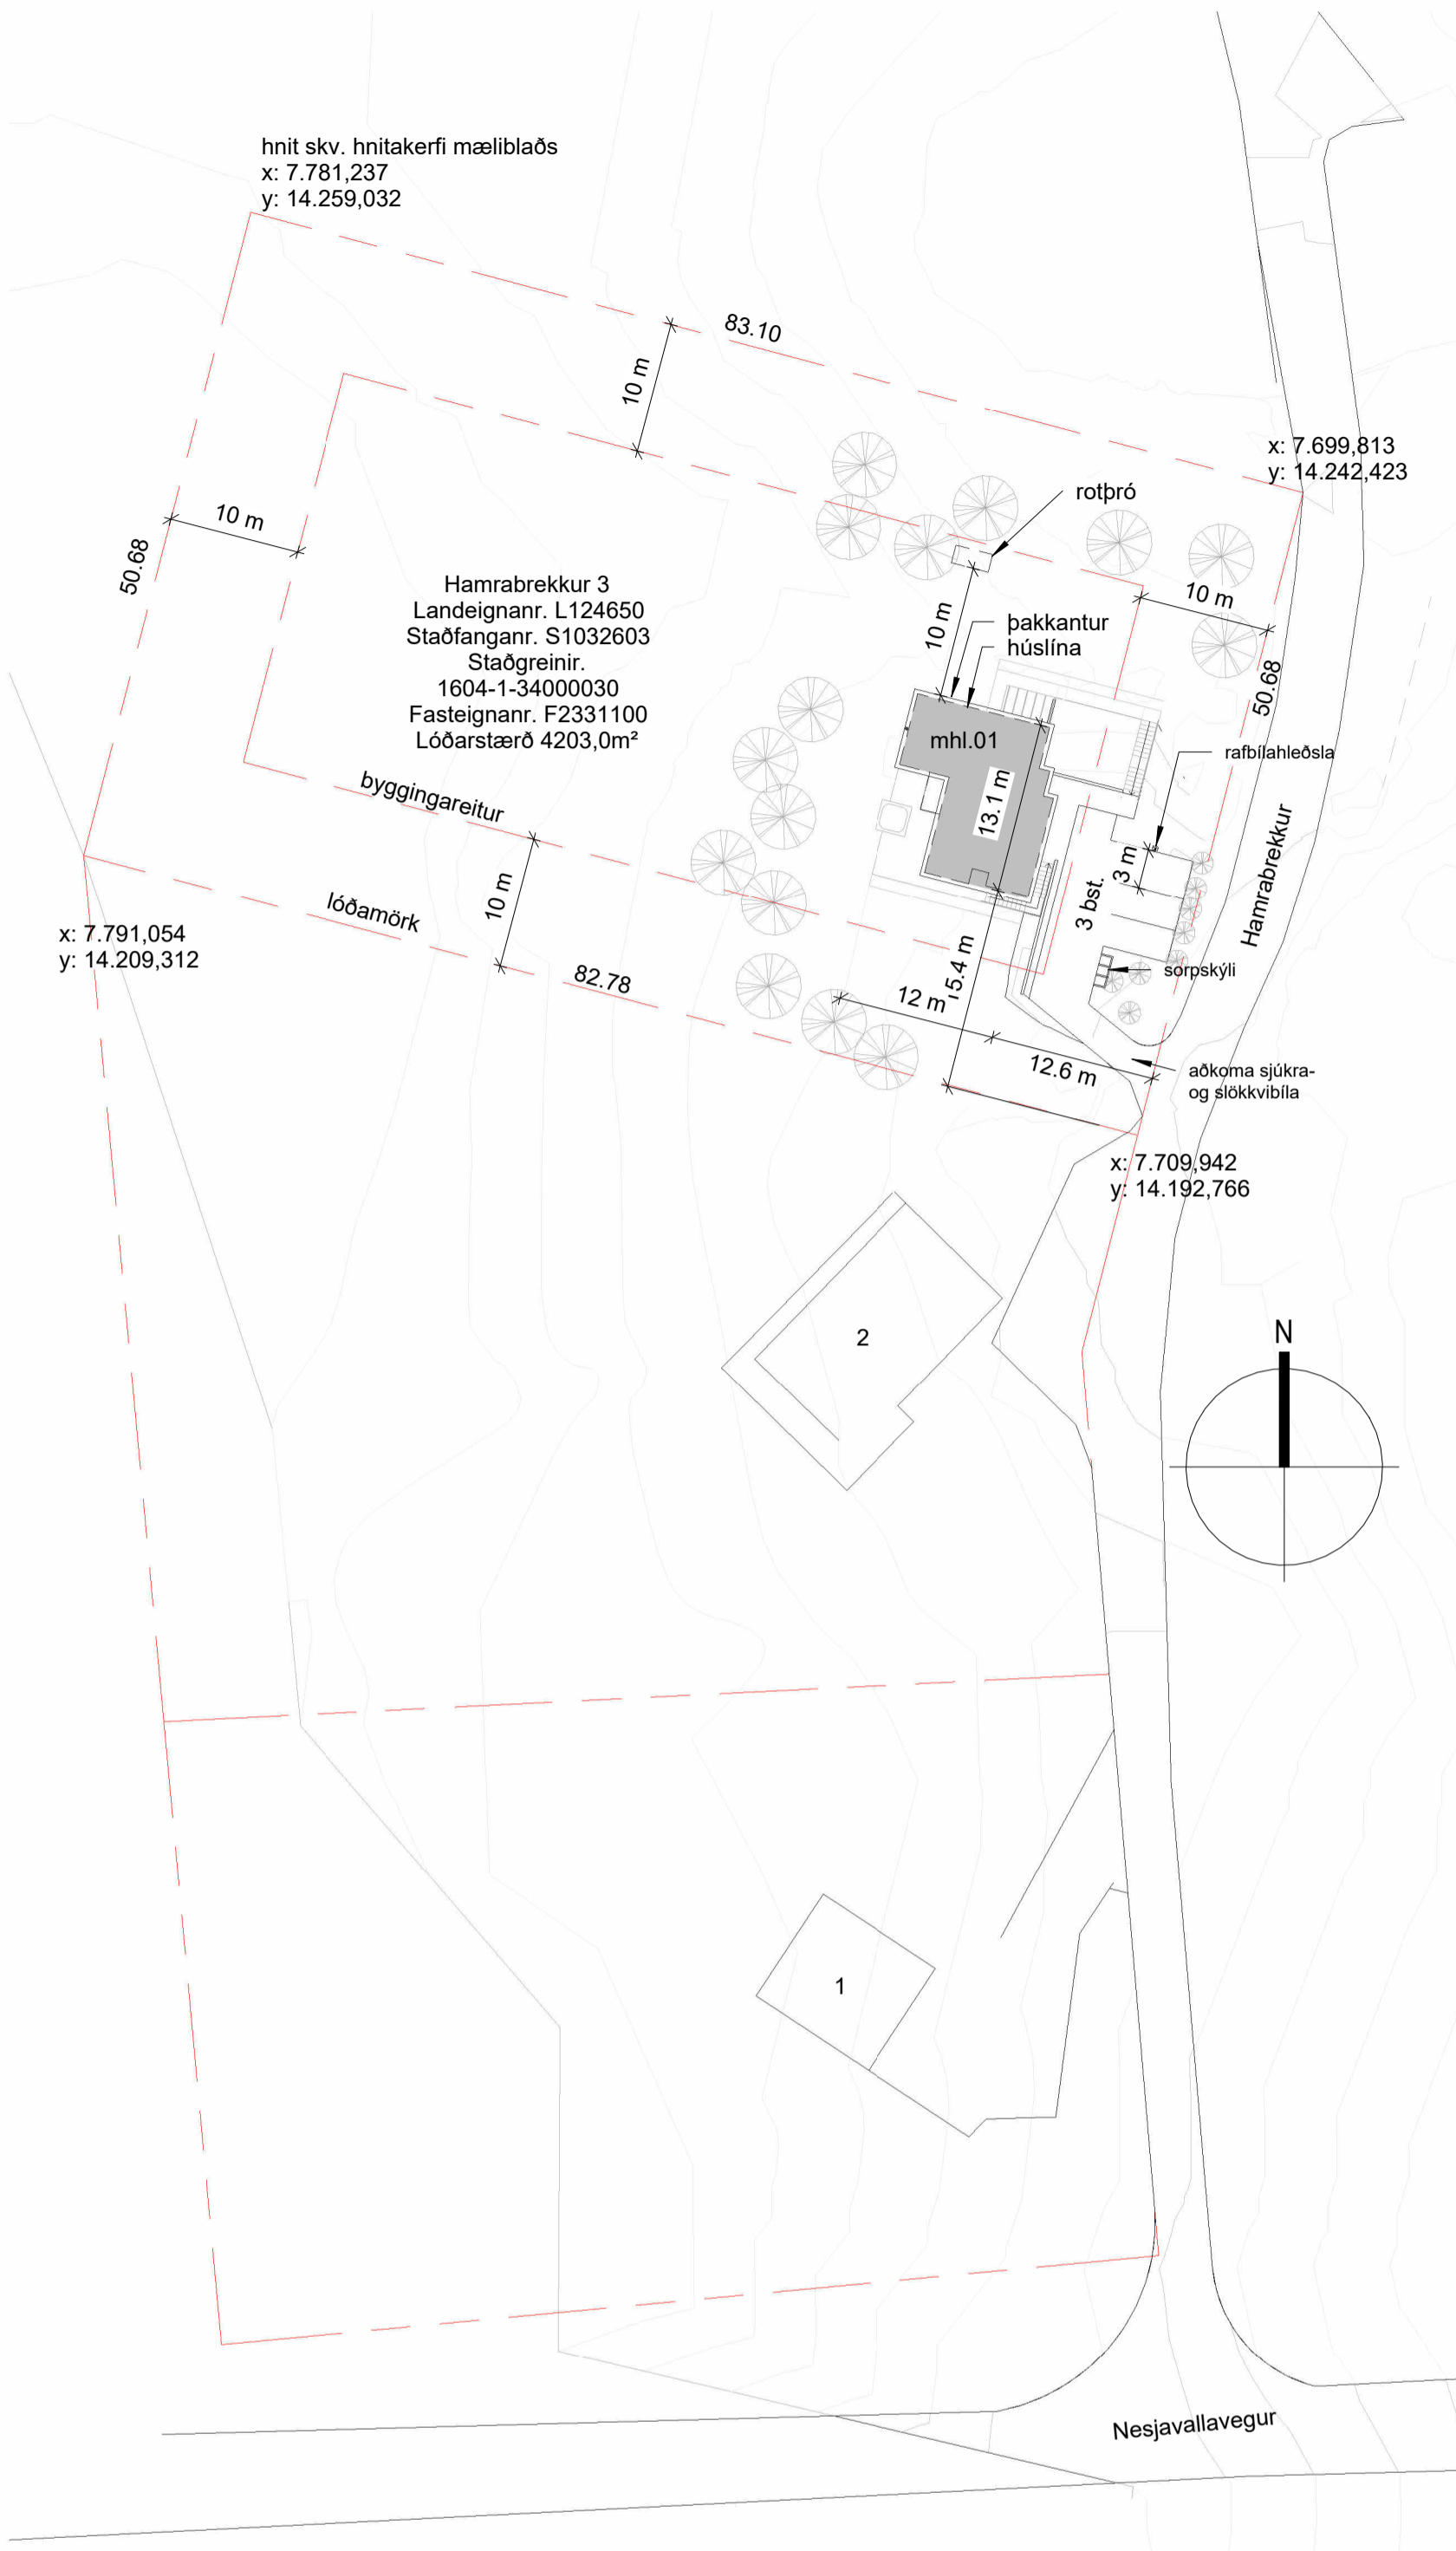 hnit skv. hnitakerfi mæliblaðs
x: 7.781,237
y: 14.259,032
83.10
10 m
x: 7.699,813
y: 14.242,423
rotþró
10 m
50.68
10 m
Hamrabrekkur 3
Landeignanr. L124650
Staðfanganr. S1032603
Staðgreinir.
1604-1-34000030
Fasteignanr. F2331100
Lóðarstærð 4203,0m²
10 m
þakkantur
húslína
50.68
mhl.01
rafbílahleðsla
13.1 m
byggingareitur
3 m
Hamrabrekkur
3 bst.
10 m
lóðamörk
x: 7.791,054
y: 14.209,312
82.78
sorpskýli
15.4 m
12 m
12.6 m
aðkoma sjúkra-
og slökkvibíla
x: 7.709,942
y: 14.192,766
2
N
1
Nesjavallavegur